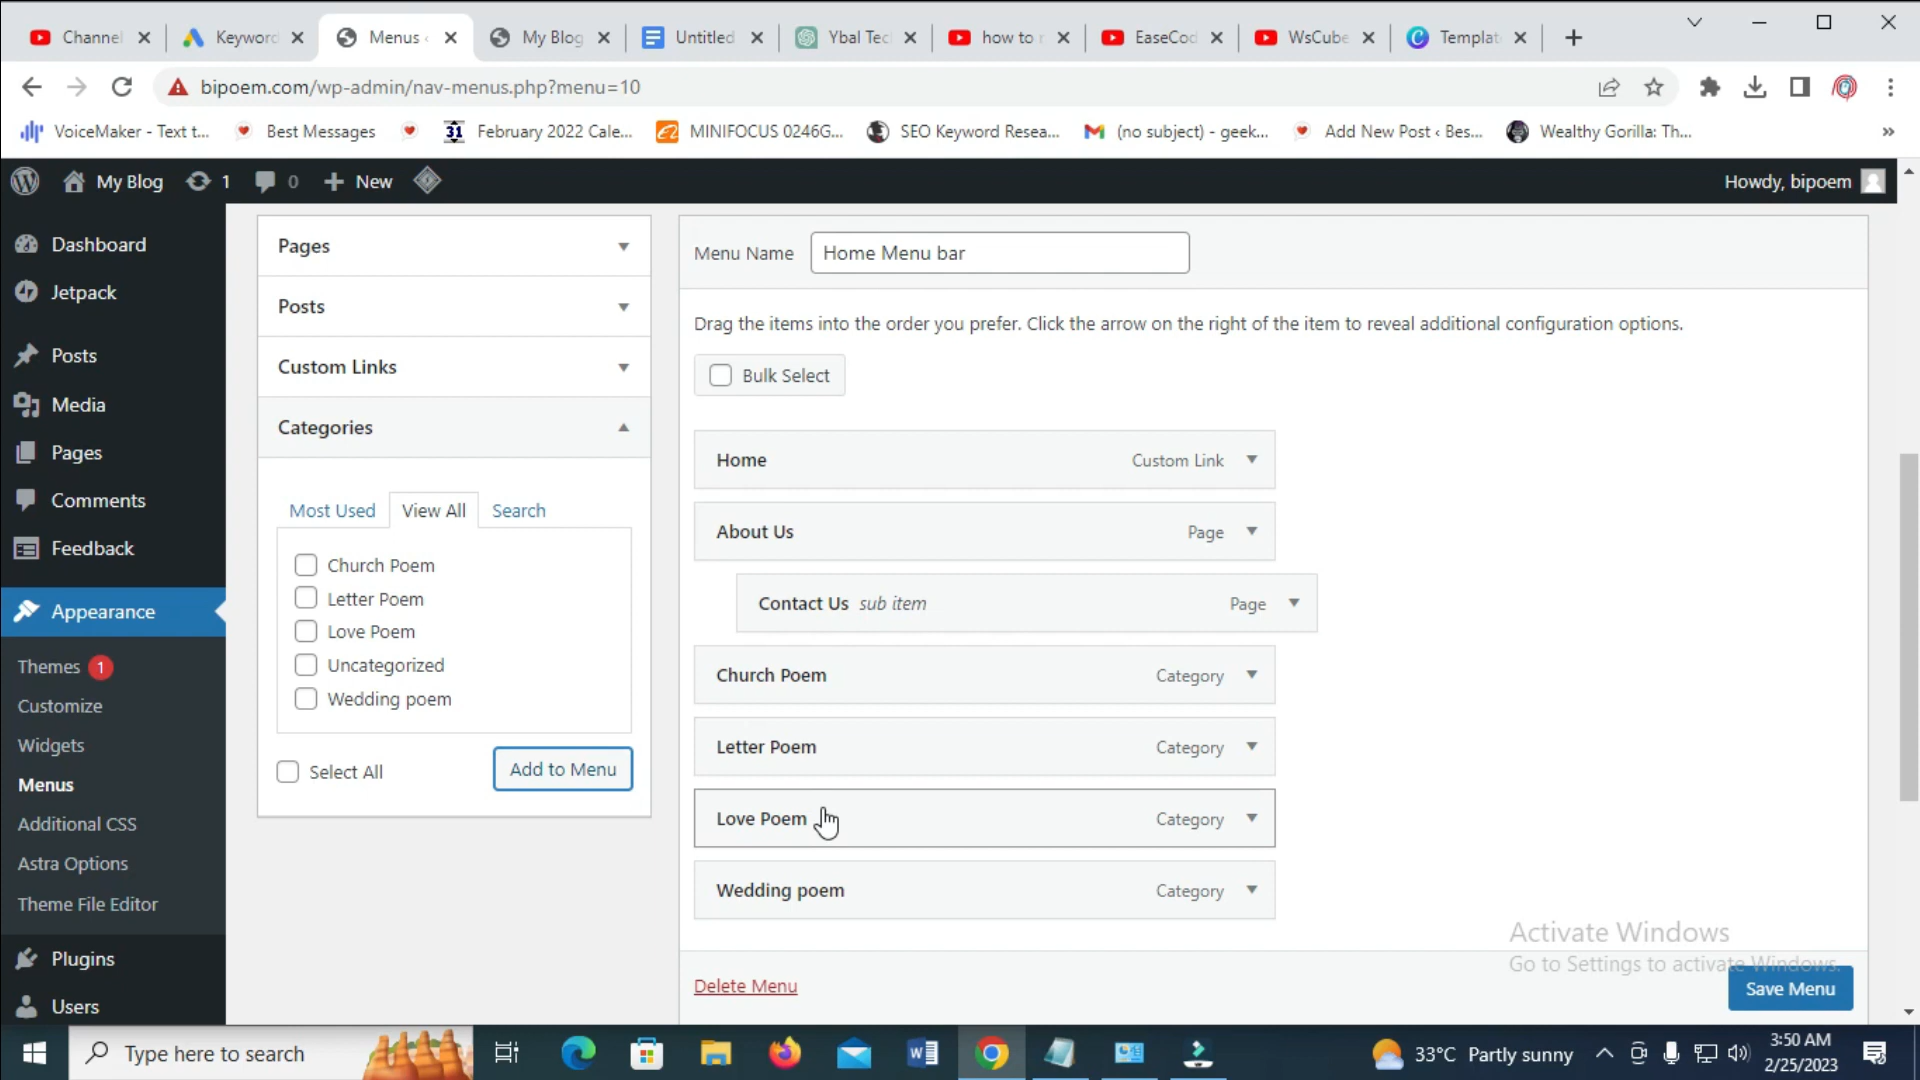 Channel
Keyword
Menus ‹
My Blog
Untitled
Ybal Tec
how to r
EaseCod
WsCube
Templat
bipoem.com/wp-admin/nav-menus.php?menu=10
VoiceMaker - Text t...
Best Messages
31
February 2022 Cale...
MINIFOCUS 0246G...
SEO Keyword Resea...
(no subject) - geek...
Add New Post ‹ Bes...
Wealthy Gorilla: Th...
»
My Blog
1
0
New
Howdy, bipoem
Dashboard
Jetpack
Posts
Media
Pages
Comments
Feedback
Appearance
Themes 1
Customize
Widgets
Menus
Additional CSS
Astra Options
Theme File Editor
Plugins
Users
Pages
Posts
Custom Links
Categories
Most Used
View All
Search
Church Poem
Letter Poem
Love Poem
Uncategorized
Wedding poem
Select All
Add to Menu
Menu Name
Home Menu bar
Drag the items into the order you prefer. Click the arrow on the right of the item to reveal additional configuration options.
Bulk Select
Home
Custom Link
About Us
Page
Contact Us sub item
Page
Church Poem
Category
Letter Poem
Category
Love Poem
Category
Wedding poem
Category
Delete Menu
Activate Windows
Go to Settings to activate Windows.
Save Menu
Type here to search
33°C Partly sunny
3:50 AM
2/25/2023